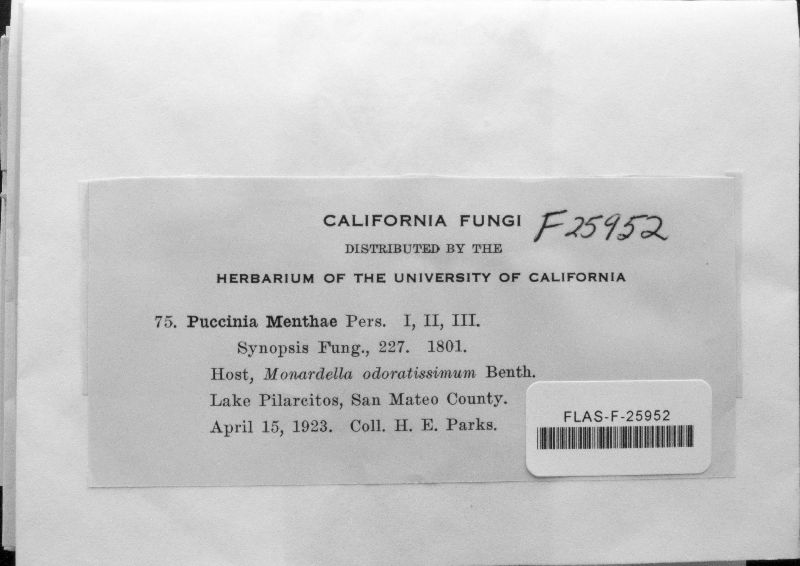 CALIFORNIA FUNGI F25952
DISTRIBUTED BY THE
HERBARIUM OF THE UNIVERSITY OF CALIFORNIA
75. Puccinia Menthae Pers. I, II, III.
Synopsis Fung., 227. 1801.
Host, Monardella odoratissimum Benth.
Lake Pilarcitos, San Mateo County.
April 15, 1923. Coll. H. E. Parks.
FLAS-F-25952